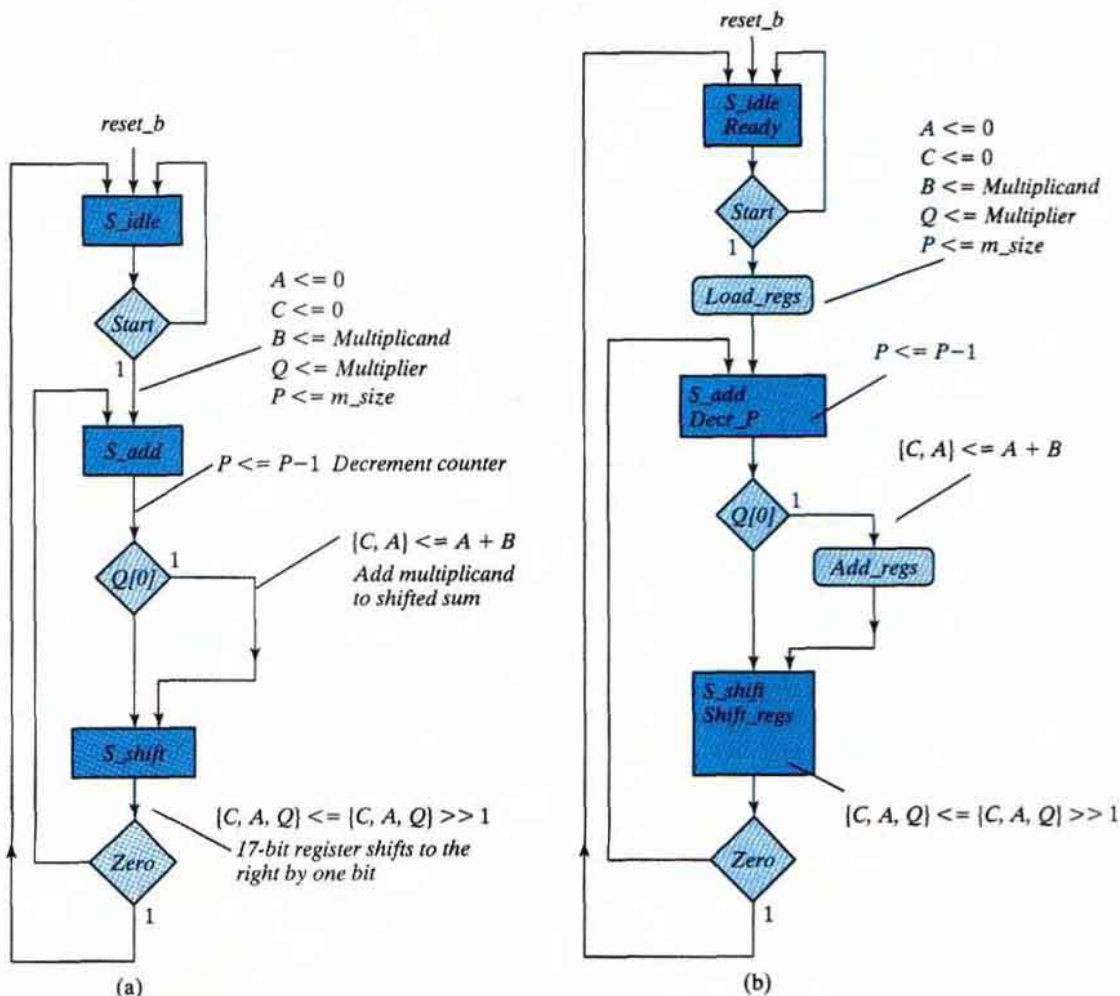 reset_b
S_idle
Start
1
A <= 0
C <= 0
B <= Multiplicand
Q <= Multiplier
P <= m_size
S_add
P <= P−1 Decrement counter
Q[0]
1
{C, A} <= A + B
Add multiplicand
to shifted sum
S_shift
{C, A, Q} <= {C, A, Q} >> 1
17-bit register shifts to the
right by one bit
Zero
1
(a)
reset_b
S_idle
Ready
Start
1
A <= 0
C <= 0
B <= Multiplicand
Q <= Multiplier
P <= m_size
Load_regs
P <= P−1
S_add
Decr_P
{C, A} <= A + B
Q[0]
1
Add_regs
S_shift
Shift_regs
{C, A, Q} <= {C, A, Q} >> 1
Zero
1
(b)